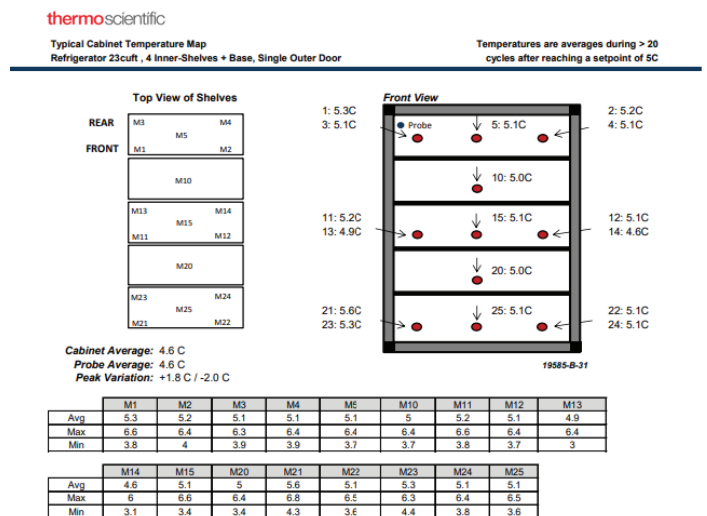 thermoscientific
Typical Cabinet Temperature Map
Refrigerator 23cuft , 4 Inner-Shelves + Base, Single Outer Door
Temperatures are averages during > 20
cycles after reaching a setpoint of 5C
Top View of Shelves
REAR
FRONT
M3 M4
M5
M1 M2
M10
M13 M14
M15
M11 M12
M20
M23 M24
M25
M21 M22
Front View
1: 5.3C
3: 5.1C
Probe
5: 5.1C
2: 5.2C
4: 5.1C
10: 5.0C
11: 5.2C
13: 4.9C
15: 5.1C
12: 5.1C
14: 4.6C
20: 5.0C
21: 5.6C
23: 5.3C
25: 5.1C
22: 5.1C
24: 5.1C
19585-B-31
Cabinet Average: 4.6 C
Probe Average: 4.6 C
Peak Variation: +1.8 C / -2.0 C
M1 M2 M3 M4 M5 M10 M11 M12 M13
Avg 5.3 5.2 5.1 5.1 5.1 5 5.2 5.1 4.9
Max 6.6 6.4 6.3 6.4 6.4 6.4 6.6 6.4 6.4
Min 3.8 4 3.9 3.9 3.7 3.7 3.8 3.7 3
M14 M15 M20 M21 M22 M23 M24 M25
Avg 4.6 5.1 5 5.6 5.1 5.3 5.1 5.1
Max 6 6.6 6.4 6.8 6.5 6.3 6.4 6.5
Min 3.1 3.4 3.4 4.3 3.6 4.4 3.8 3.6